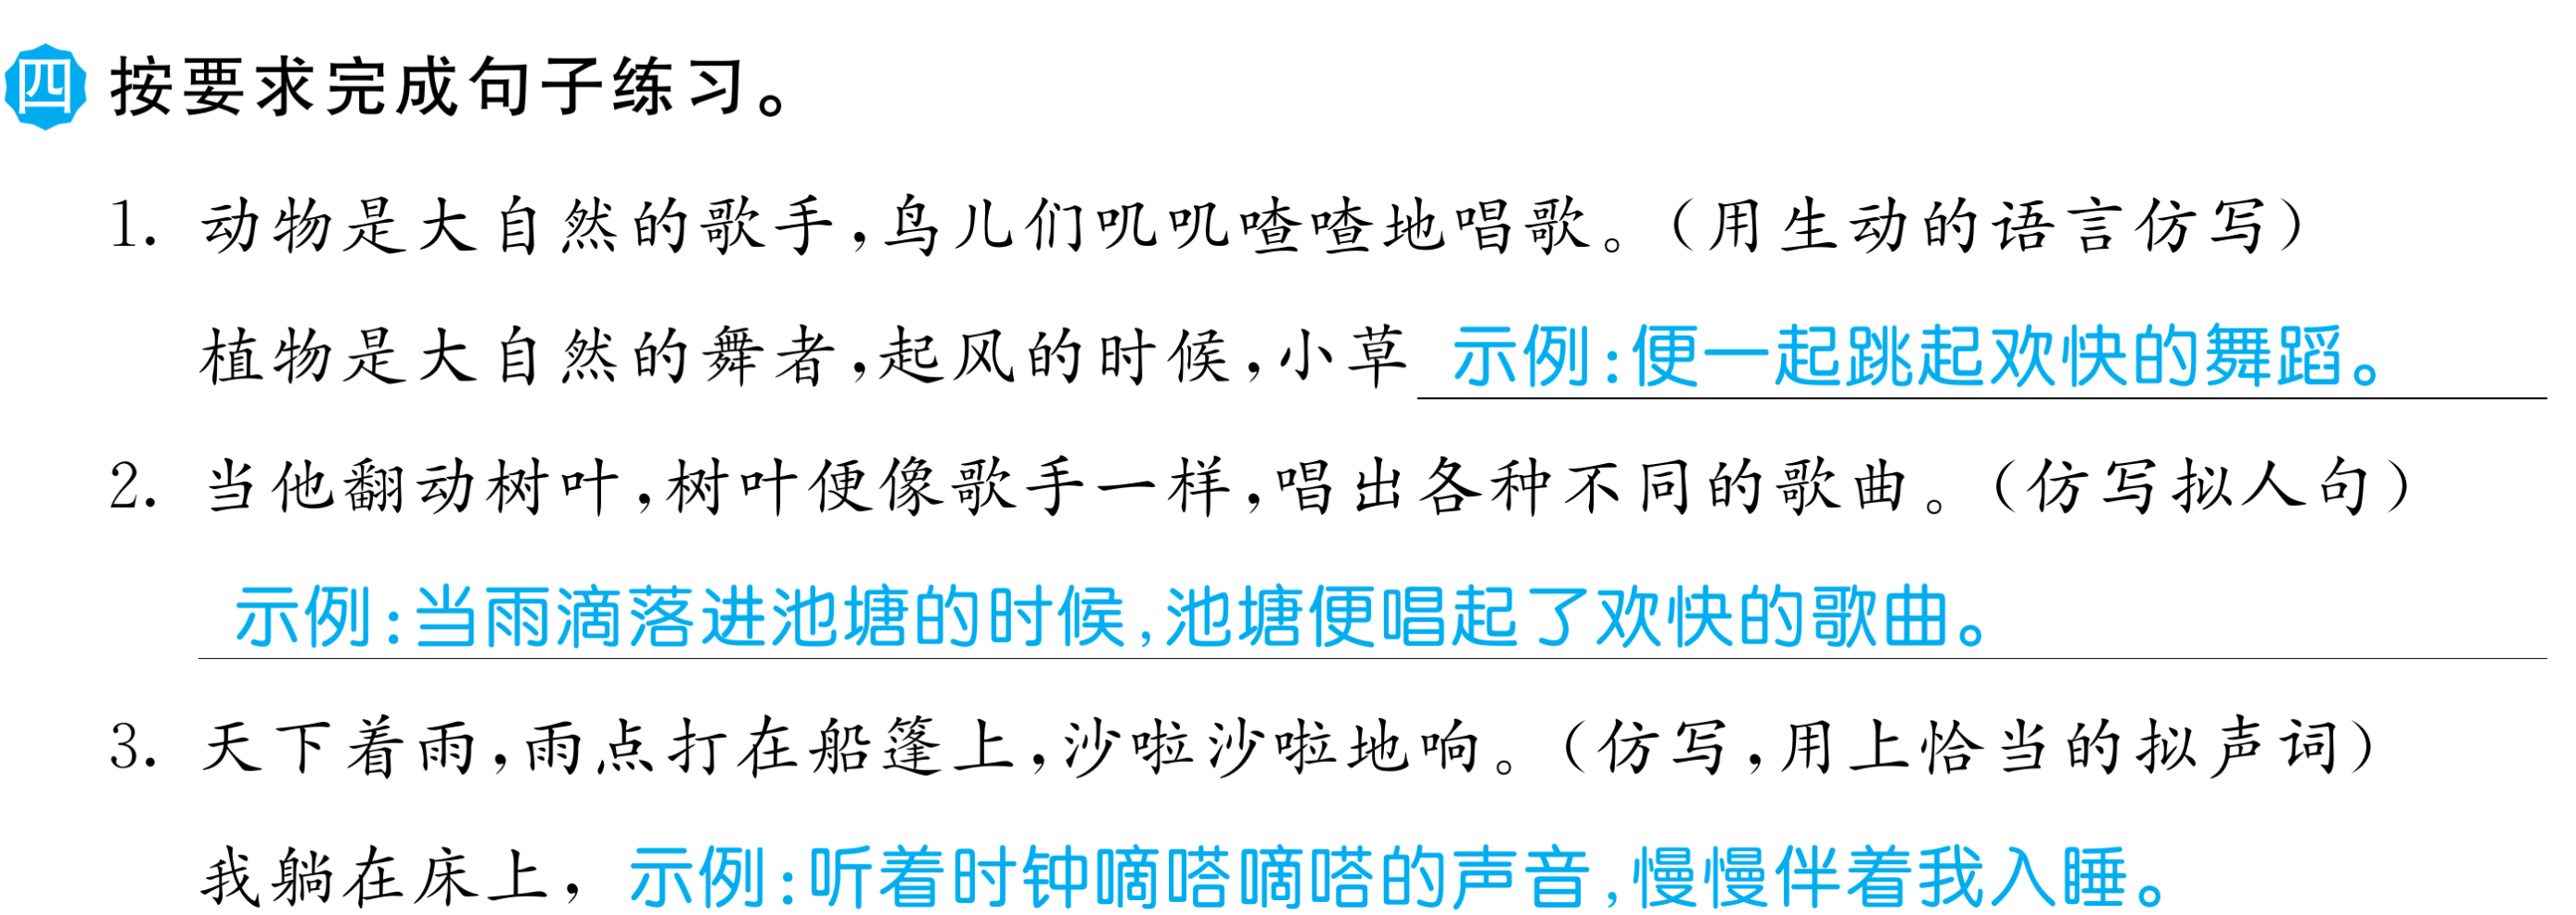 四 按要求完成句子练习。
1. 动物是大自然的歌手,鸟儿们叽叽喳喳地唱歌。(用生动的语言仿写)
植物是大自然的舞者,起风的时候,小草 示例:便一起跳起欢快的舞蹈。
2. 当他翻动树叶,树叶便像歌手一样,唱出各种不同的歌曲。(仿写拟人句)
示例:当雨滴落进池塘的时候,池塘便唱起了欢快的歌曲。
3. 天下着雨,雨点打在船篷上,沙啦沙啦地响。(仿写,用上恰当的拟声词)
我躺在床上, 示例:听着时钟嘀嗒嘀嗒的声音,慢慢伴着我入睡。